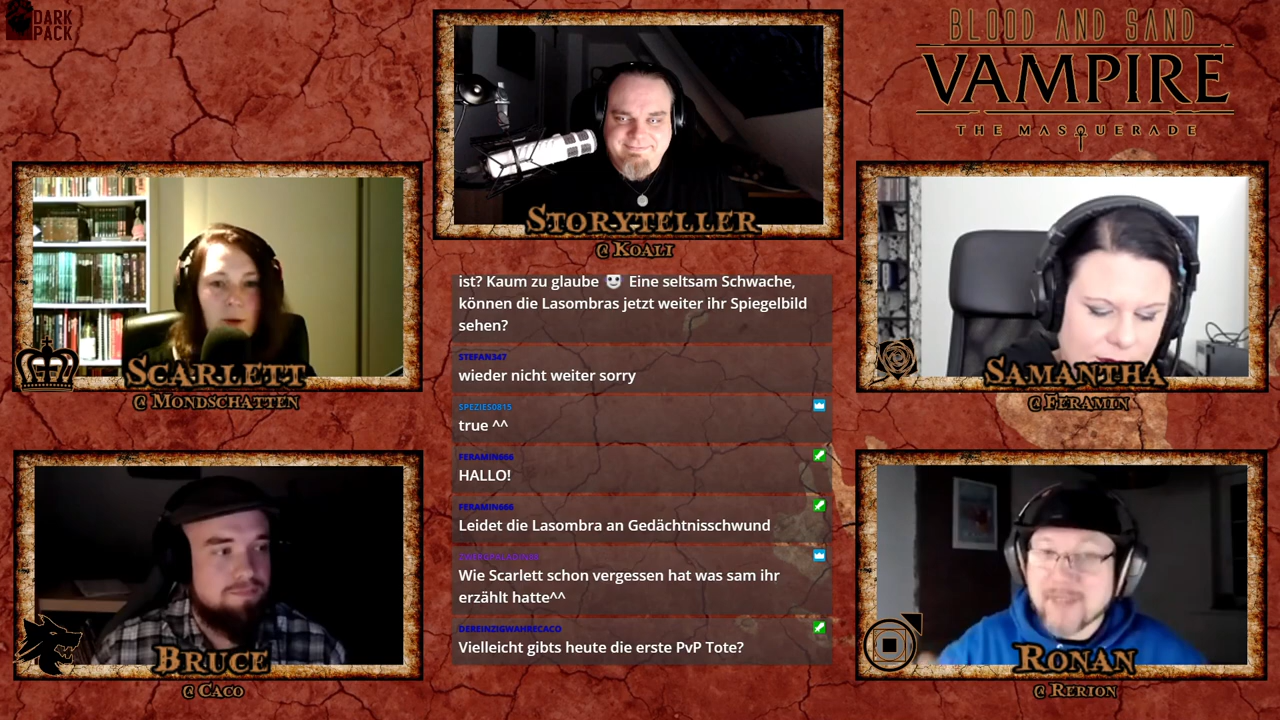 DARK
PACK
BLOOD AND SAND
VAMPIRE
THE MASQUERADE
STORYTELLER
@ KOALI
SCARLETT
@ MONDSCHATTEN
SAMANTHA
@ FERAMIN
ist? Kaum zu glaube Eine seltsam Schwache,
können die Lasombras jetzt weiter ihr Spiegelbild
sehen?
STEFAN347
wieder nicht weiter sorry
SPEZIES0815
true ^^
FERAMIN666
HALLO!
FERAMIN666
Leidet die Lasombra an Gedächtnisschwund
Wie Scarlett schon vergessen hat was sam ihr
erzählt hatte^^
DEREINZIGWAHRECACO
Vielleicht gibts heute die erste PvP Tote?
BRUCE
@ CACO
RONAN
@ RERION